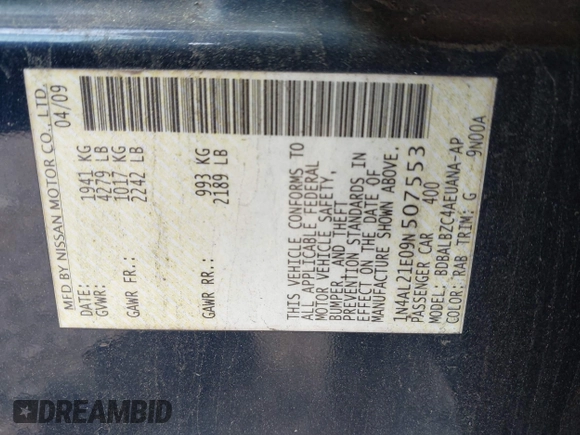 MFD BY NISSAN MOTOR CO., LTD.
DATE: 04/09
GVWR: 1941 KG
4279 LB
GAWR FR.: 1017 KG
2242 LB
GAWR RR.: 993 KG
2189 LB
THIS VEHICLE CONFORMS TO
ALL APPLICABLE FEDERAL
MOTOR VEHICLE SAFETY,
BUMPER, AND THEFT
PREVENTION STANDARDS IN
EFFECT ON THE DATE OF
MANUFACTURE SHOWN ABOVE.
1N4AL21E09N507553
PASSENGER CAR 400
MODEL: BDBALBZC4AEUANA-AP
COLOR: RAB TRIM: G 9N00A
DREAMBID